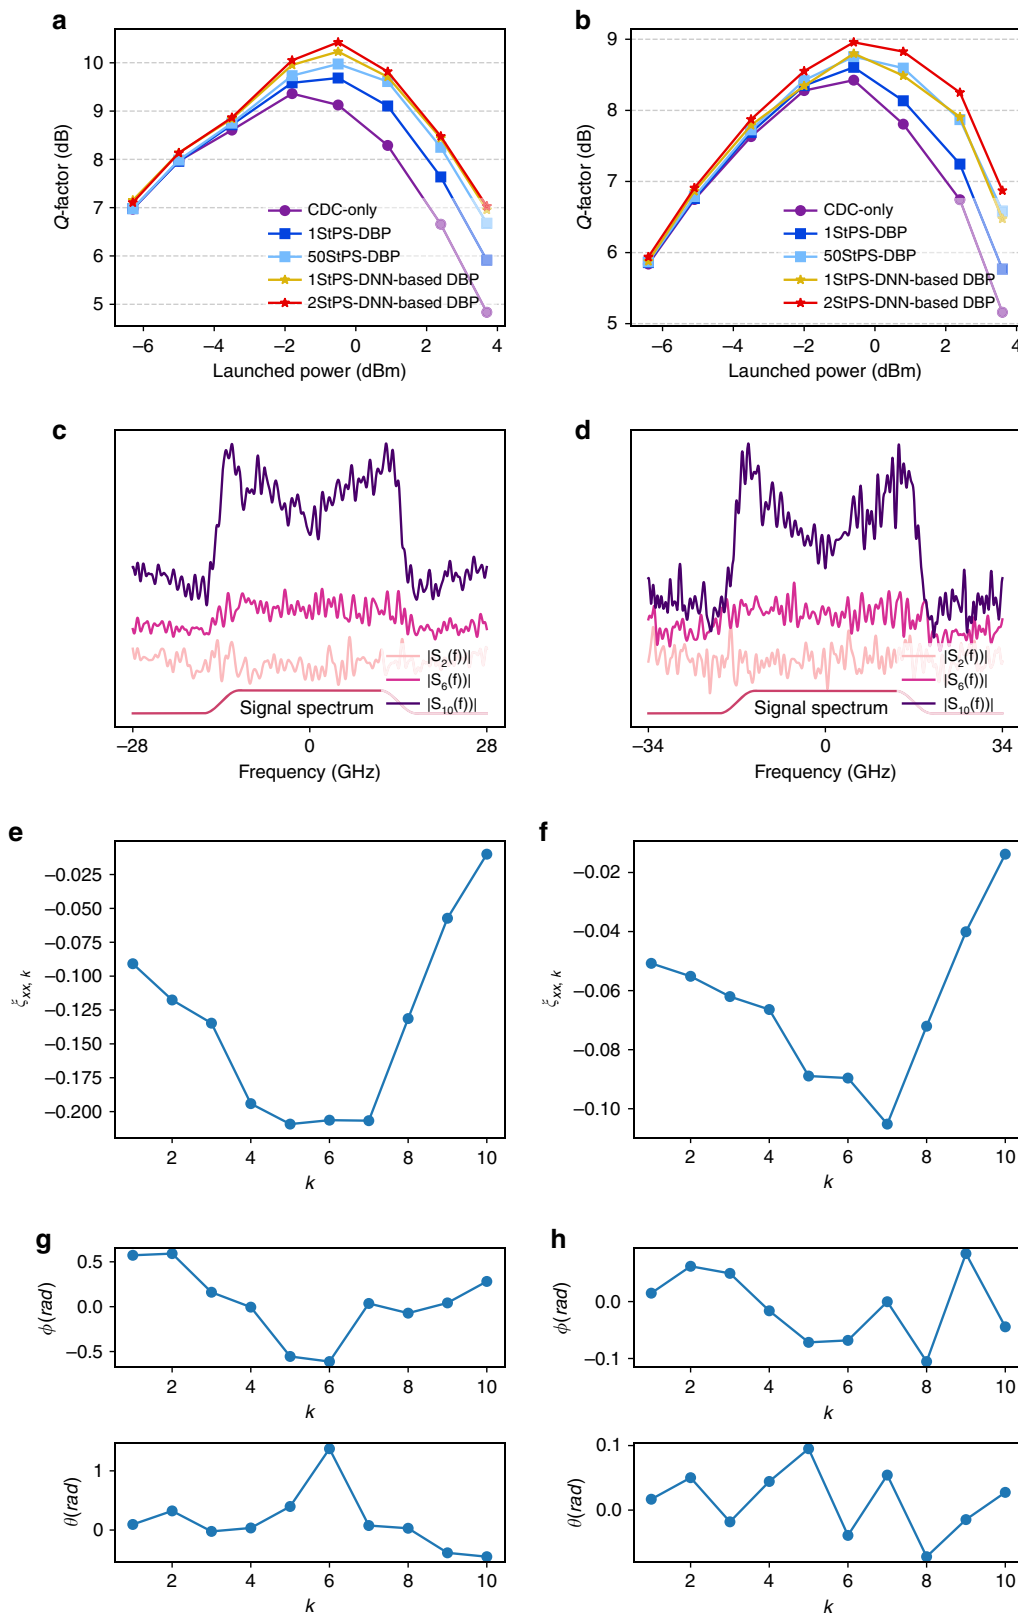 a
10
9
8
7
6
5
Q-factor (dB)
CDC-only
1StPS-DBP
50StPS-DBP
1StPS-DNN-based DBP
2StPS-DNN-based DBP
−6 −4 −2 0 2 4
Launched power (dBm)
b
9
8
7
6
5
Q-factor (dB)
CDC-only
1StPS-DBP
50StPS-DBP
1StPS-DNN-based DBP
2StPS-DNN-based DBP
−6 −4 −2 0 2 4
Launched power (dBm)
c
|S2(f))|
|S6(f))|
|S10(f))|
Signal spectrum
−28 0 28
Frequency (GHz)
d
|S2(f))|
|S6(f))|
|S10(f))|
Signal spectrum
−34 0 34
Frequency (GHz)
e
−0.025
−0.050
−0.075
−0.100
−0.125
−0.150
−0.175
−0.200
ξxx, k
2 4 6 8 10
k
f
−0.02
−0.04
−0.06
−0.08
−0.10
ξxx, k
2 4 6 8 10
k
g
0.5
0.0
−0.5
ϕ(rad)
2 4 6 8 10
k
1
0
θ(rad)
2 4 6 8 10
k
h
0.0
−0.1
ϕ(rad)
2 4 6 8 10
k
0.1
0.0
θ(rad)
2 4 6 8 10
k